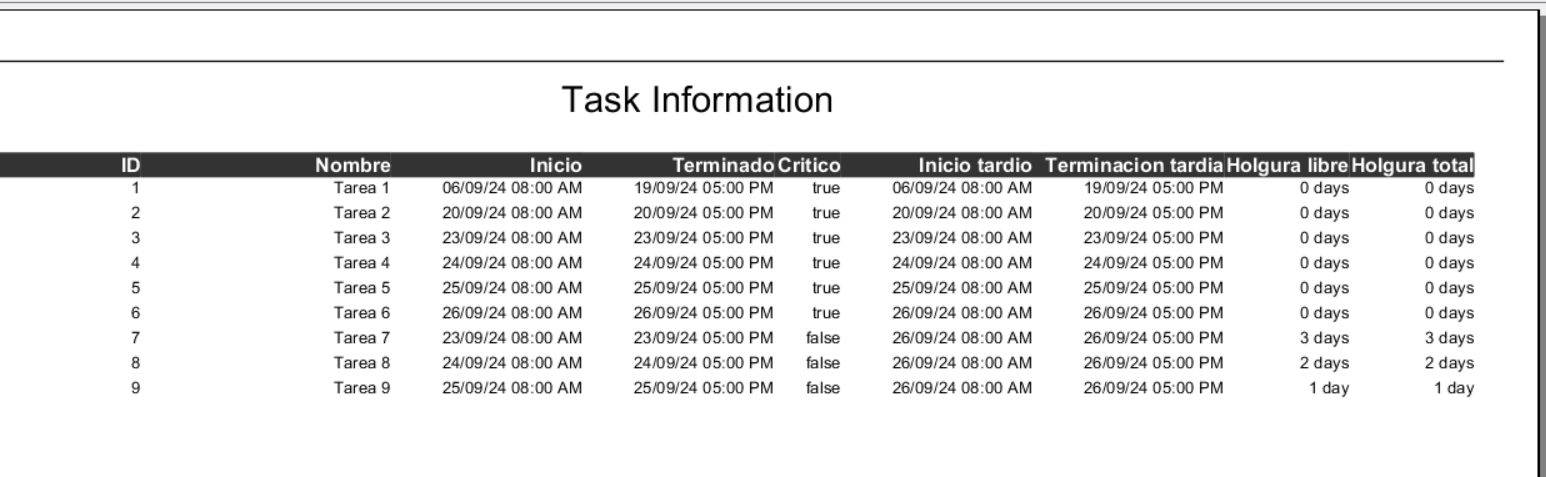 Task Information
ID Nombre Inicio Terminado Critico Inicio tardio Terminacion tardia Holgura libre Holgura total
1 Tarea 1 06/09/24 08:00 AM 19/09/24 05:00 PM true 06/09/24 08:00 AM 19/09/24 05:00 PM 0 days 0 days
2 Tarea 2 20/09/24 08:00 AM 20/09/24 05:00 PM true 20/09/24 08:00 AM 20/09/24 05:00 PM 0 days 0 days
3 Tarea 3 23/09/24 08:00 AM 23/09/24 05:00 PM true 23/09/24 08:00 AM 23/09/24 05:00 PM 0 days 0 days
4 Tarea 4 24/09/24 08:00 AM 24/09/24 05:00 PM true 24/09/24 08:00 AM 24/09/24 05:00 PM 0 days 0 days
5 Tarea 5 25/09/24 08:00 AM 25/09/24 05:00 PM true 25/09/24 08:00 AM 25/09/24 05:00 PM 0 days 0 days
6 Tarea 6 26/09/24 08:00 AM 26/09/24 05:00 PM true 26/09/24 08:00 AM 26/09/24 05:00 PM 0 days 0 days
7 Tarea 7 23/09/24 08:00 AM 23/09/24 05:00 PM false 26/09/24 08:00 AM 26/09/24 05:00 PM 3 days 3 days
8 Tarea 8 24/09/24 08:00 AM 24/09/24 05:00 PM false 26/09/24 08:00 AM 26/09/24 05:00 PM 2 days 2 days
9 Tarea 9 25/09/24 08:00 AM 25/09/24 05:00 PM false 26/09/24 08:00 AM 26/09/24 05:00 PM 1 day 1 day